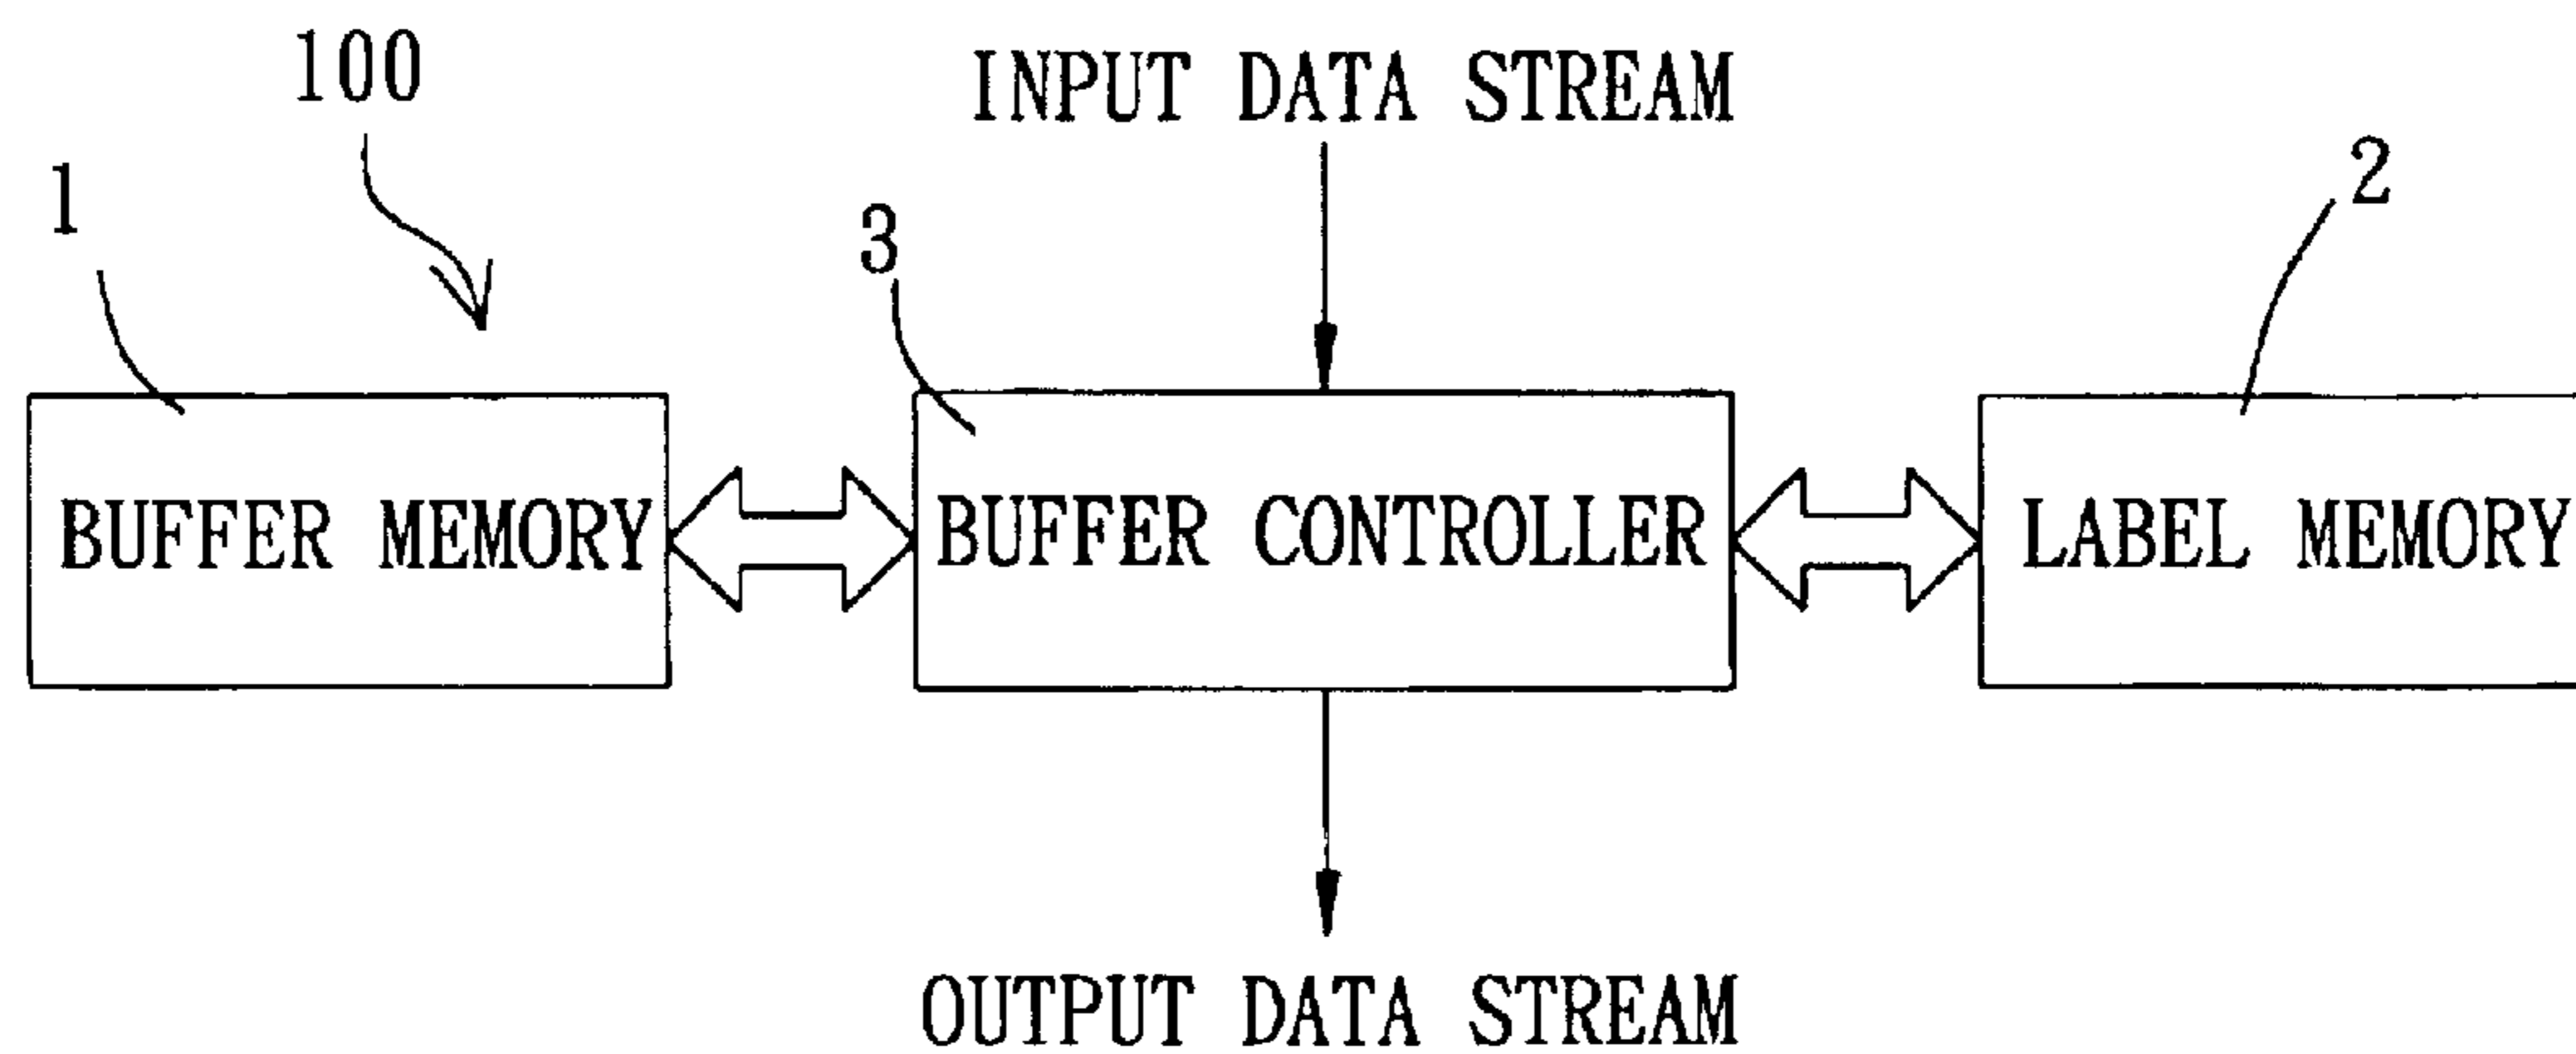 100
INPUT DATA STREAM
1
3
2
BUFFER MEMORY
BUFFER CONTROLLER
LABEL MEMORY
OUTPUT DATA STREAM